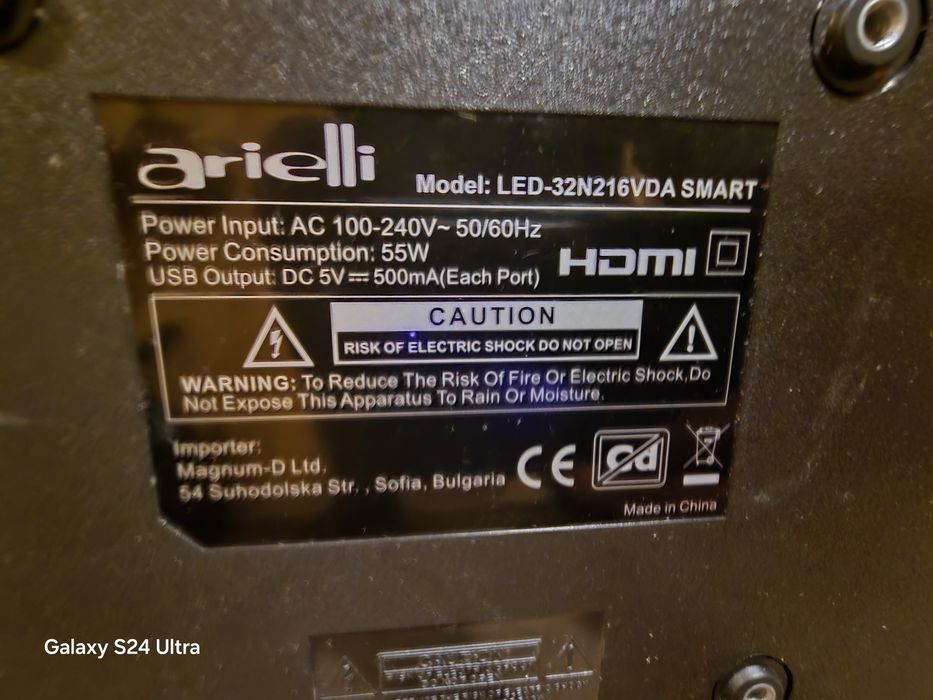 arielli
Model: LED-32N216VDA SMART
Power Input: AC 100-240V~ 50/60Hz
Power Consumption: 55W
USB Output: DC 5V⎓500mA(Each Port)
HDMI
CAUTION
RISK OF ELECTRIC SHOCK DO NOT OPEN
WARNING: To Reduce The Risk Of Fire Or Electric Shock,Do
Not Expose This Apparatus To Rain Or Moisture.
Importer:
Magnum-D Ltd.
54 Suhodolska Str. , Sofia, Bulgaria
CE
Cd
Made in China
Galaxy S24 Ultra